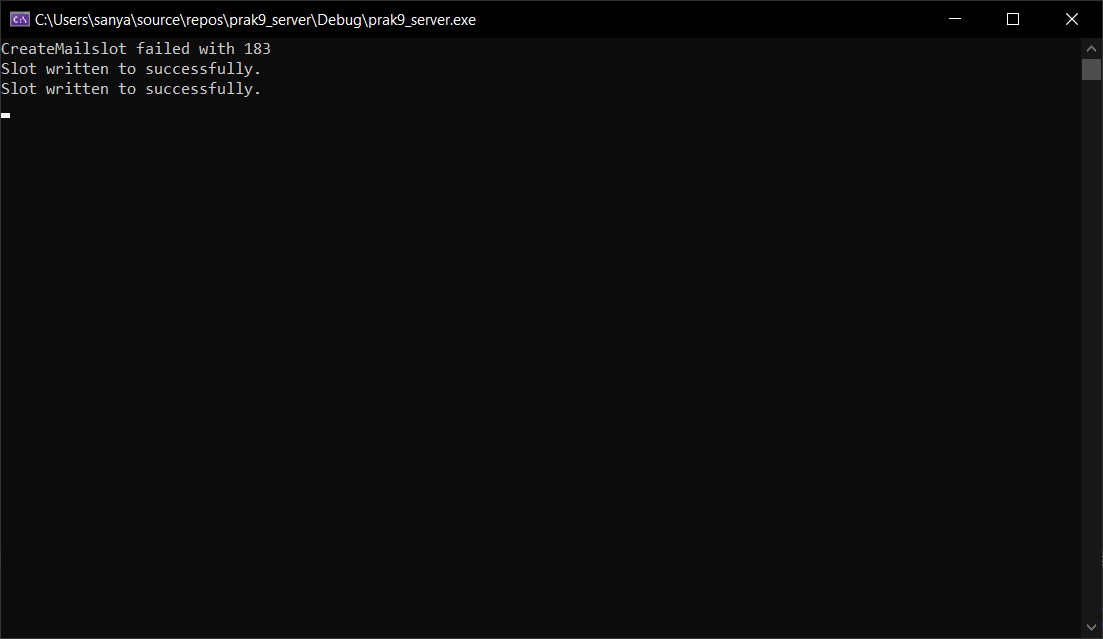 C:\Users\sanya\source\repos\prak9_server\Debug\prak9_server.exe
CreateMailslot failed with 183
Slot written to successfully.
Slot written to successfully.